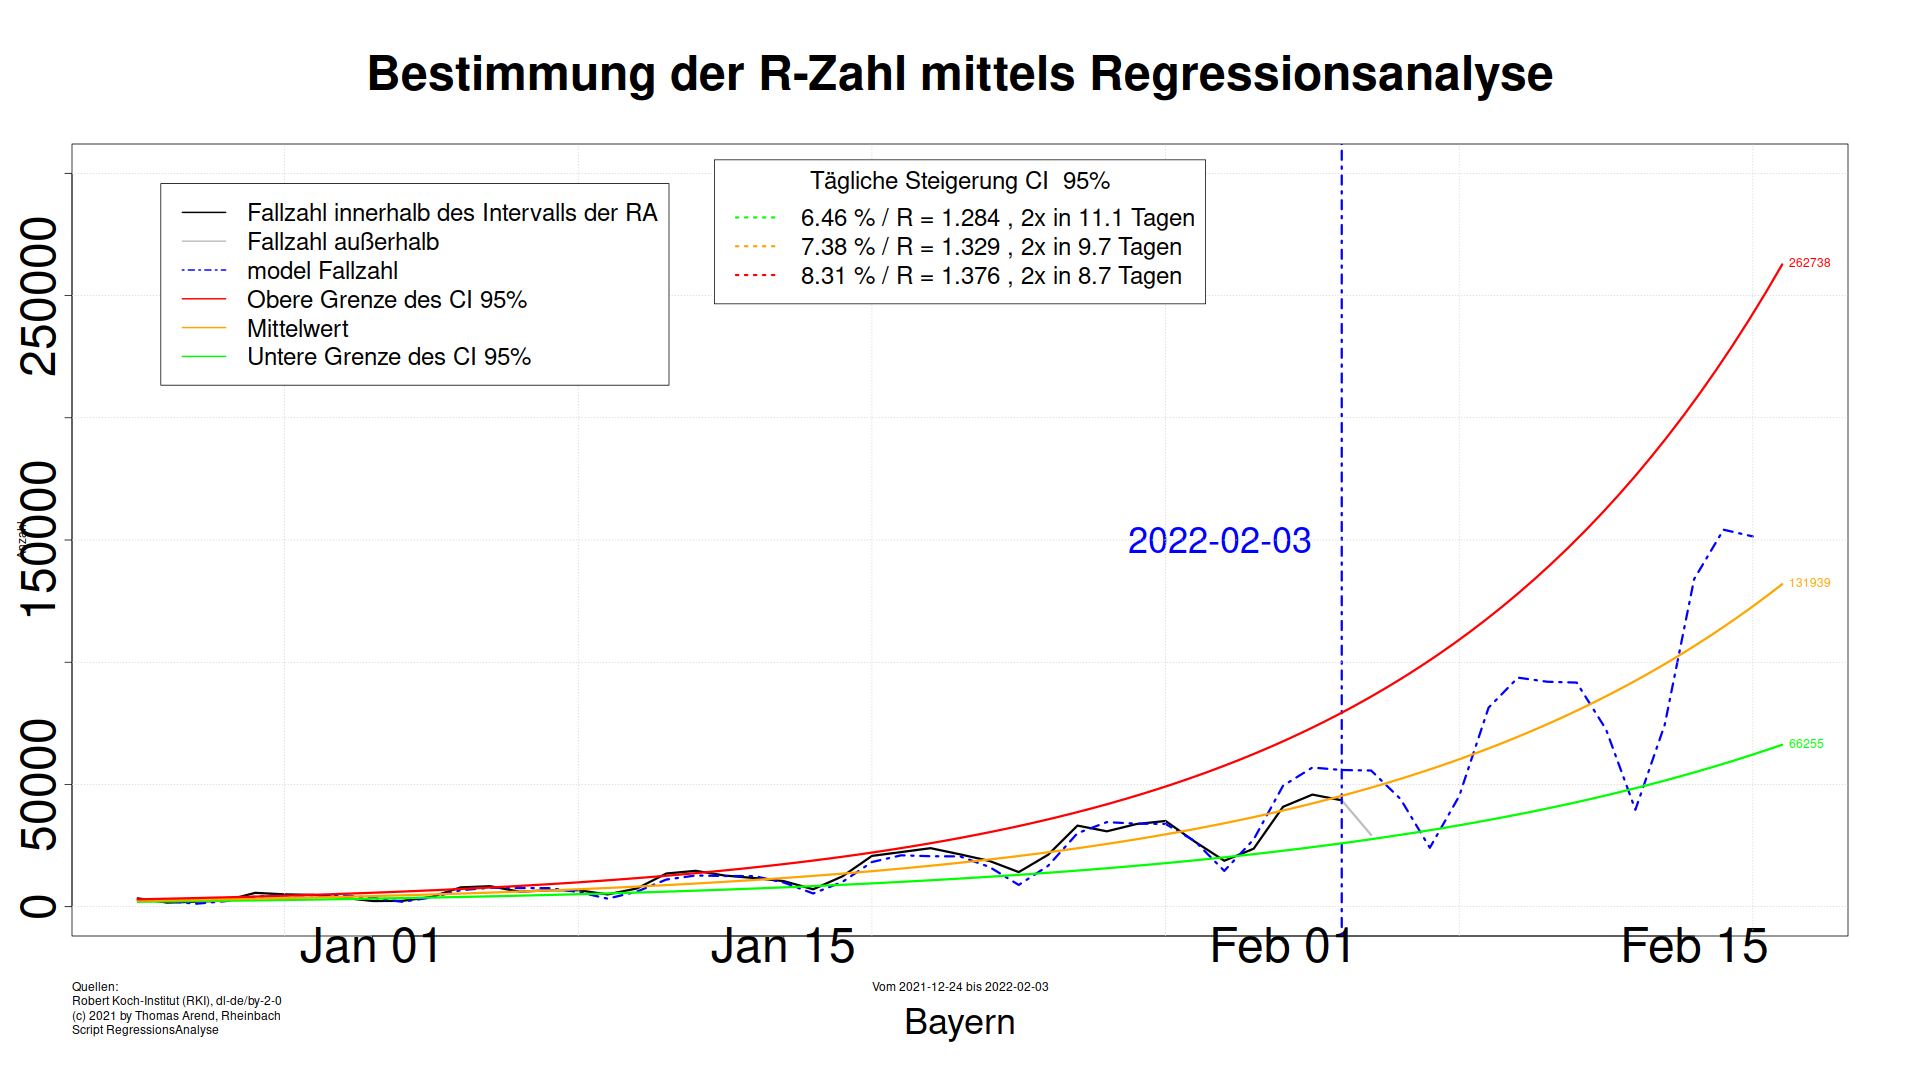 Bestimmung der R-Zahl mittels Regressionsanalyse
Fallzahl innerhalb des Intervalls der RA
Fallzahl außerhalb
model Fallzahl
Obere Grenze des CI 95%
Mittelwert
Untere Grenze des CI 95%
Tägliche Steigerung CI  95%
6.46 % / R = 1.284 , 2x in 11.1 Tagen
7.38 % / R = 1.329 , 2x in 9.7 Tagen
8.31 % / R = 1.376 , 2x in 8.7 Tagen
262738
131939
66255
2022-02-03
Anzahl
250000
150000
50000
0
Jan 01
Jan 15
Feb 01
Feb 15
Quellen:
Robert Koch-Institut (RKI), dl-de/by-2-0
(c) 2021 by Thomas Arend, Rheinbach
Script RegressionsAnalyse
Vom 2021-12-24 bis 2022-02-03
Bayern